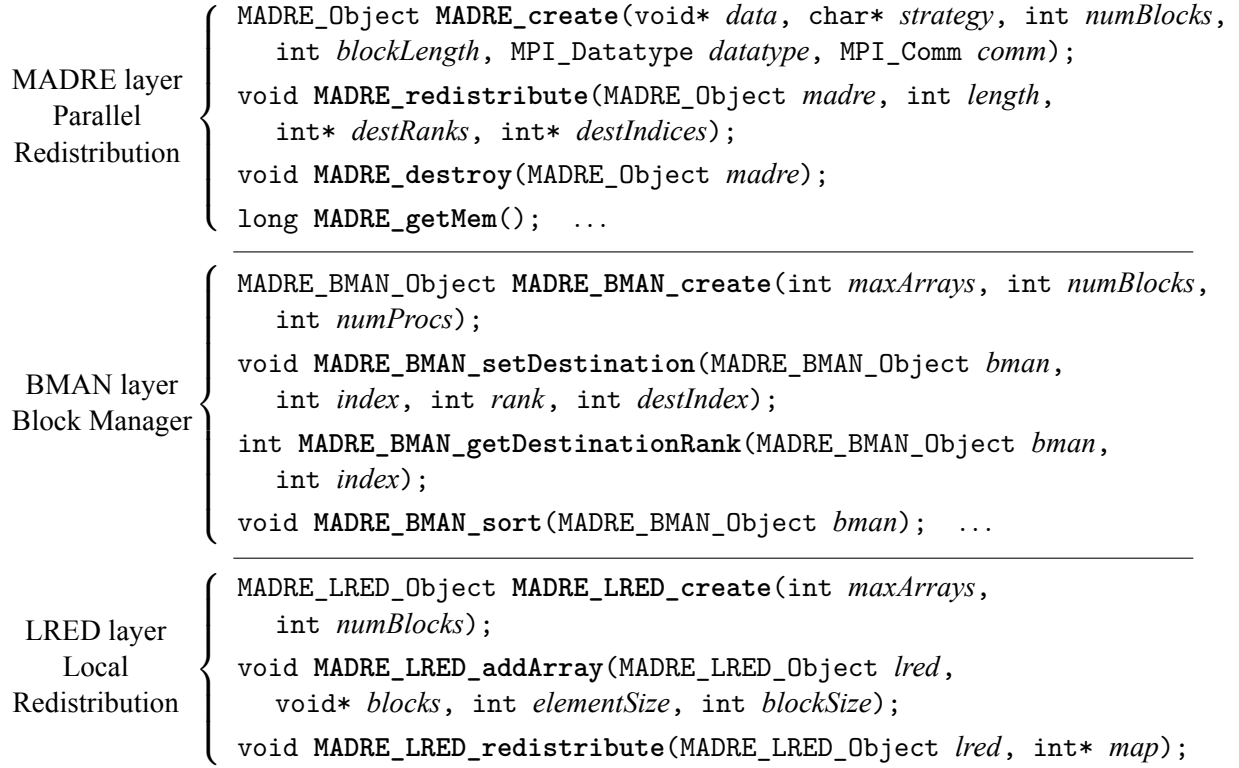 MADRE layer
Parallel
Redistribution
MADRE_Object MADRE_create(void* data, char* strategy, int numBlocks,
int blockLength, MPI_Datatype datatype, MPI_Comm comm);
void MADRE_redistribute(MADRE_Object madre, int length,
int* destRanks, int* destIndices);
void MADRE_destroy(MADRE_Object madre);
long MADRE_getMem(); ...
BMAN layer
Block Manager
MADRE_BMAN_Object MADRE_BMAN_create(int maxArrays, int numBlocks,
int numProcs);
void MADRE_BMAN_setDestination(MADRE_BMAN_Object bman,
int index, int rank, int destIndex);
int MADRE_BMAN_getDestinationRank(MADRE_BMAN_Object bman,
int index);
void MADRE_BMAN_sort(MADRE_BMAN_Object bman); ...
LRED layer
Local
Redistribution
MADRE_LRED_Object MADRE_LRED_create(int maxArrays,
int numBlocks);
void MADRE_LRED_addArray(MADRE_LRED_Object lred,
void* blocks, int elementSize, int blockSize);
void MADRE_LRED_redistribute(MADRE_LRED_Object lred, int* map);